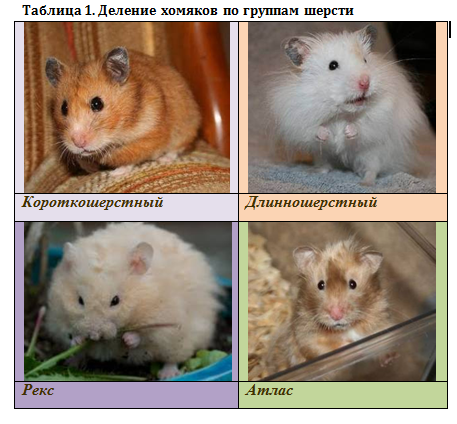 Таблица 1. Деление хомяков по группам шерсти
Короткошерстный
Длинношерстный
Рекс
Атлас